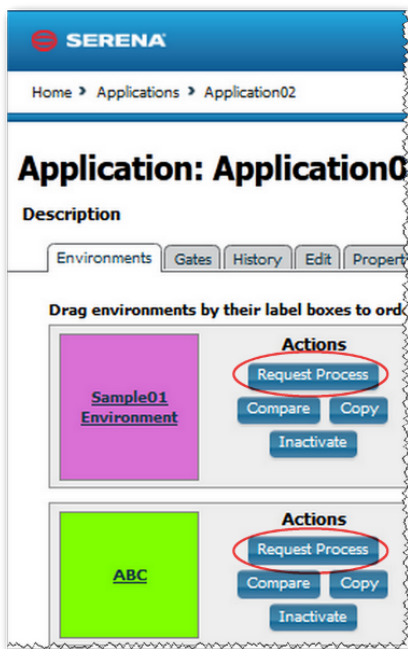 SERENA
Home > Applications > Application02
Application: Application0
Description
Environments Gates History Edit Propert
Drag environments by their label boxes to ord
Actions
Request Process
Sample01
Environment
Compare Copy
Inactivate
Actions
Request Process
ABC
Compare Copy
Inactivate